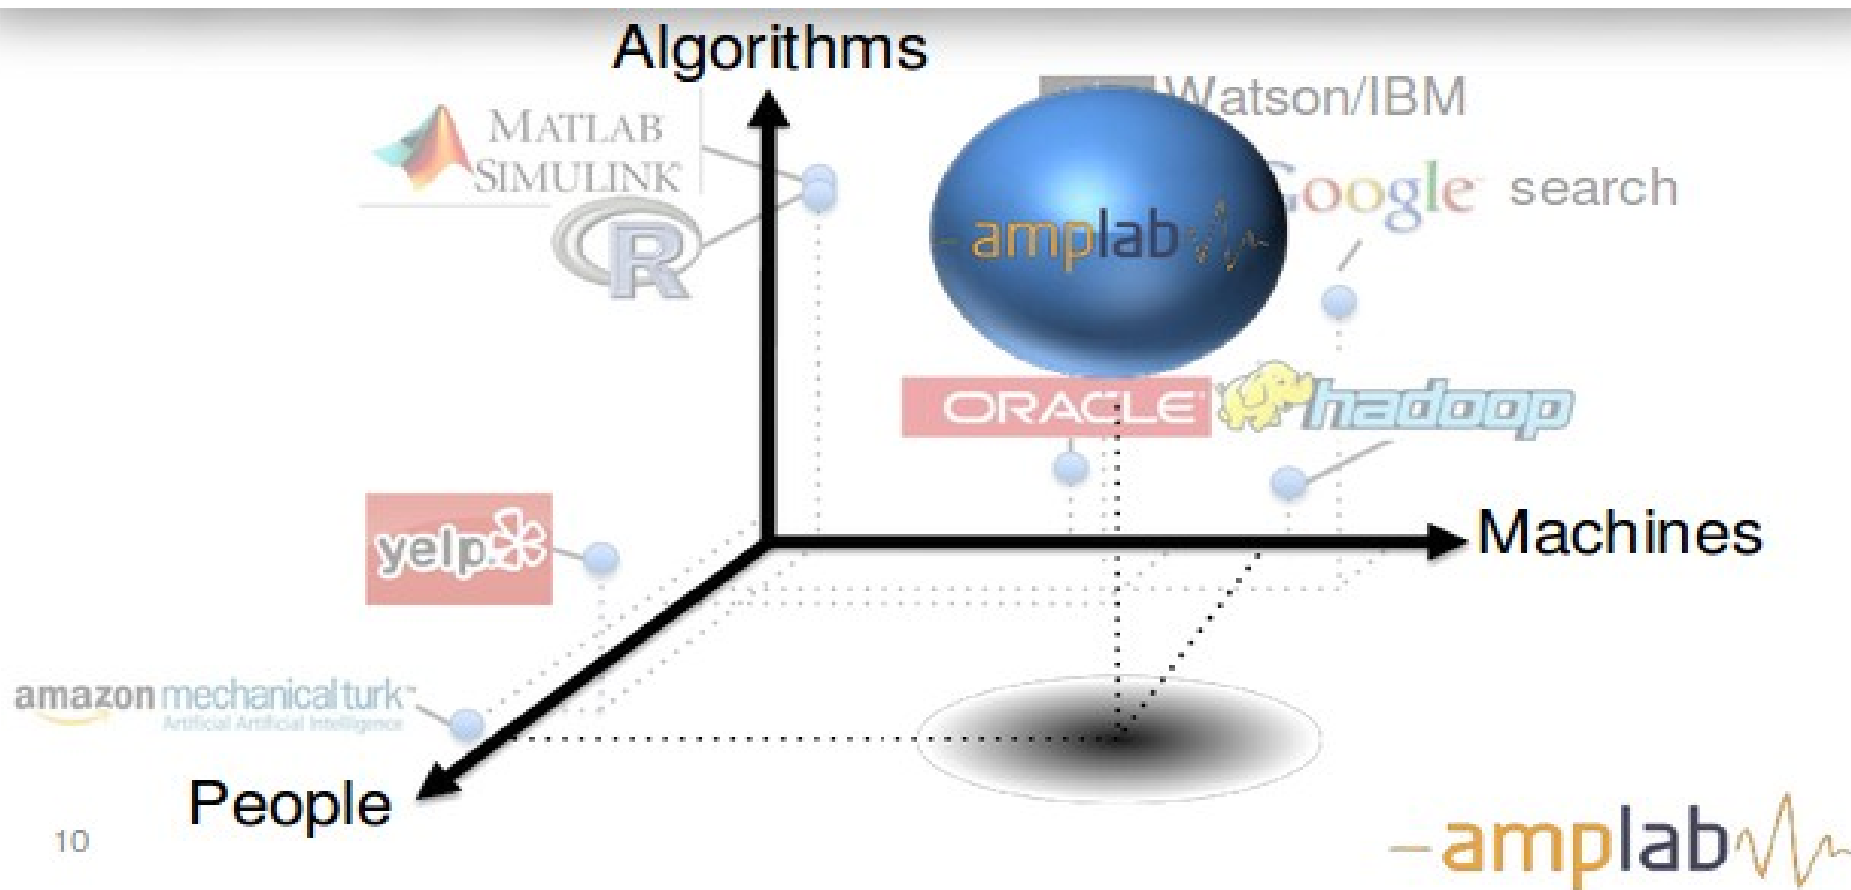 Algorithms
MATLAB
SIMULINK
R
Watson/IBM
Google search
amplab
ORACLE
hadoop
yelp
Machines
amazon mechanical turk™
Artificial Artificial Intelligence
People
10
amplab